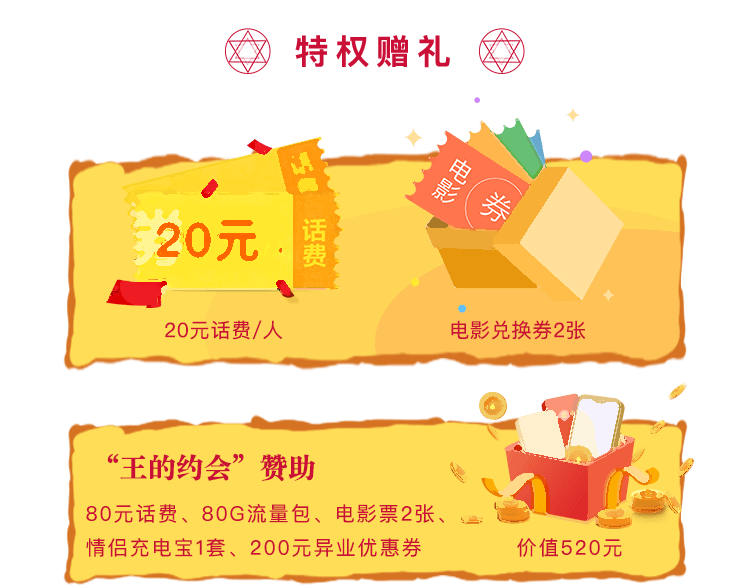 特权赠礼
20元
话费
电影
券
20元话费/人
电影兑换券2张
“王的约会”赞助
80元话费、80G流量包、电影票2张、
情侣充电宝1套、200元异业优惠券
价值520元